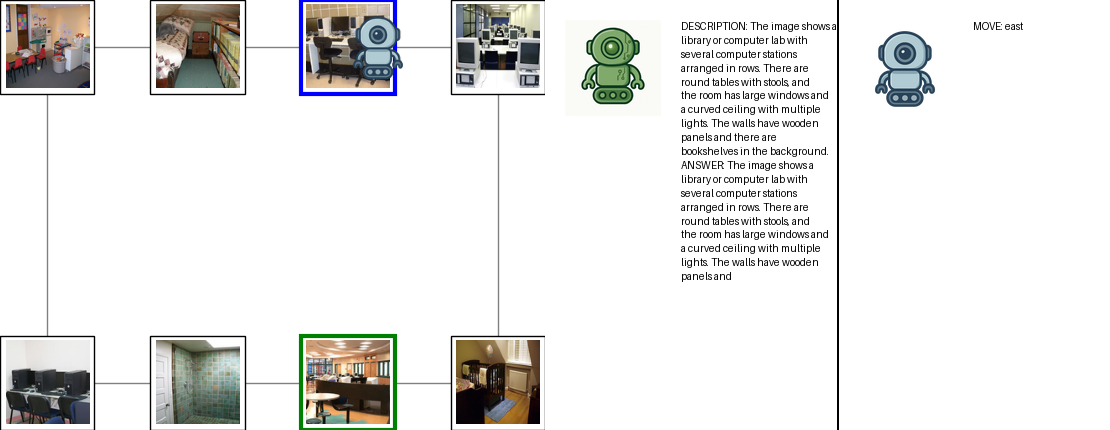 DESCRIPTION: The image shows a
library or computer lab with
several computer stations
arranged in rows. There are
round tables with stools, and
the room has large windows and
a curved ceiling with multiple
lights. The walls have wooden
panels and there are
bookshelves in the background.
ANSWER: The image shows a
library or computer lab with
several computer stations
arranged in rows. There are
round tables with stools, and
the room has large windows and
a curved ceiling with multiple
lights. The walls have wooden
panels and
MOVE: east